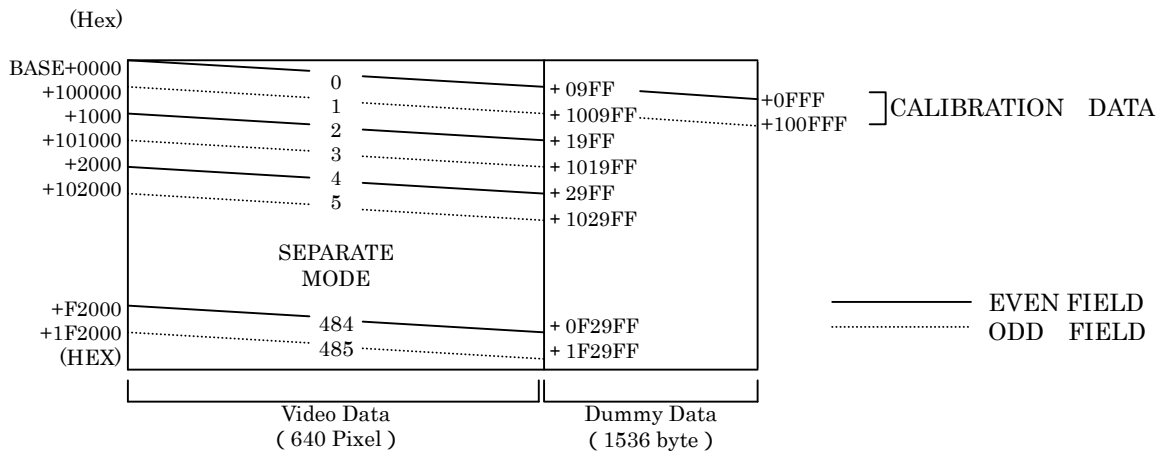 (Hex)
BASE+0000
+100000
+1000
+101000
+2000
+102000
0
1
2
3
4
5
+ 09FF
+ 1009FF
+ 19FF
+ 1019FF
+ 29FF
+ 1029FF
+0FFF
+100FFF
CALIBRATION DATA
SEPARATE
MODE
+F2000
+1F2000
(HEX)
484
485
+ 0F29FF
+ 1F29FF
EVEN FIELD
ODD FIELD
Video Data
( 640 Pixel )
Dummy Data
( 1536 byte )